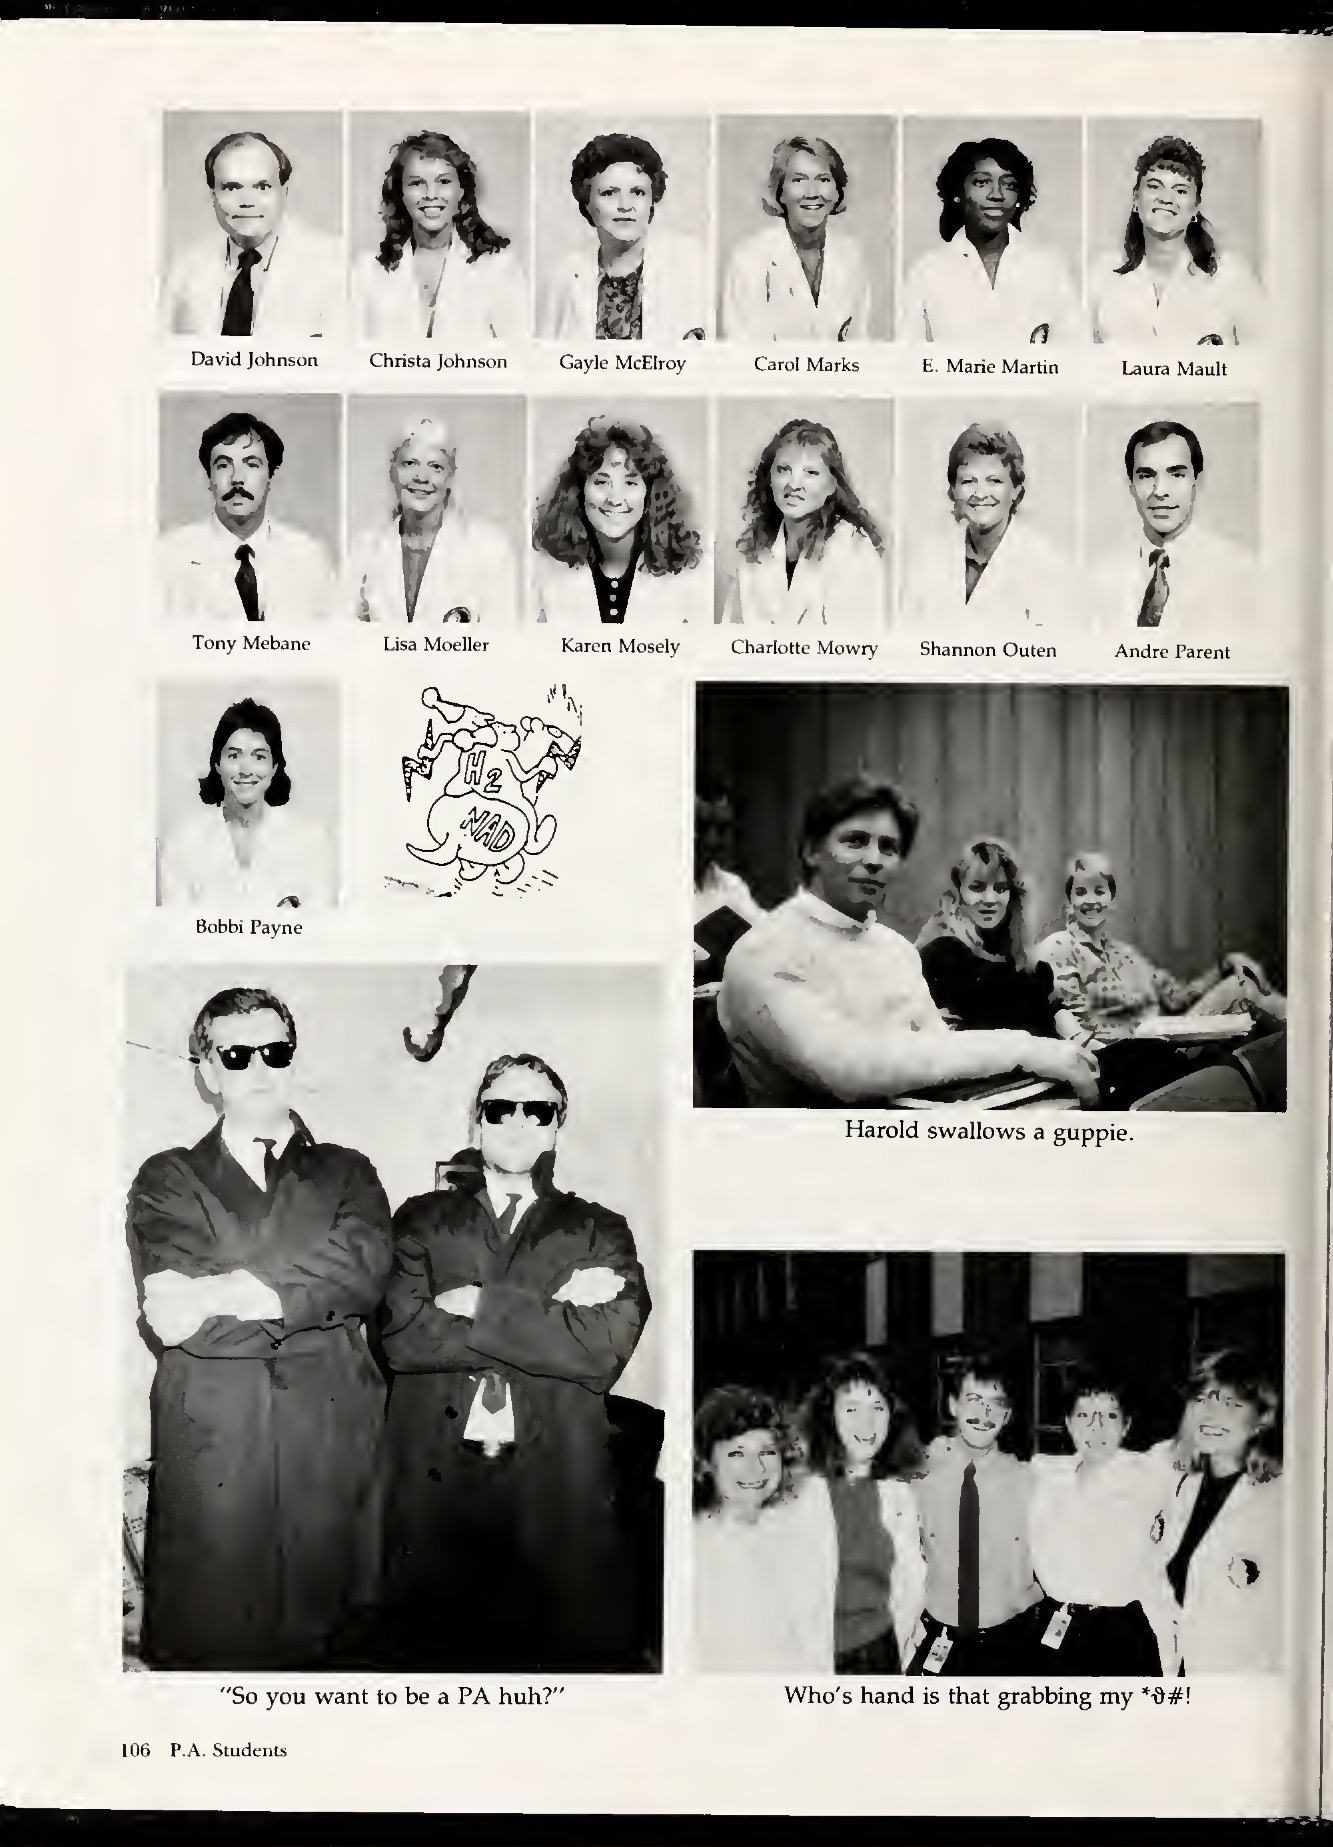 David Johnson
Christa Johnson
Gayle McElroy
Carol Marks
E. Marie Martin
Laura Mault
Tony Mebane
Lisa Moeller
Karen Mosely
Charlotte Mowry
Shannon Outen
Andre Parent
H2
NAD
Bobbi Payne
Harold swallows a guppie.
"So you want to be a PA huh?"
Who's hand is that grabbing my *ð#!
106 P.A. Students